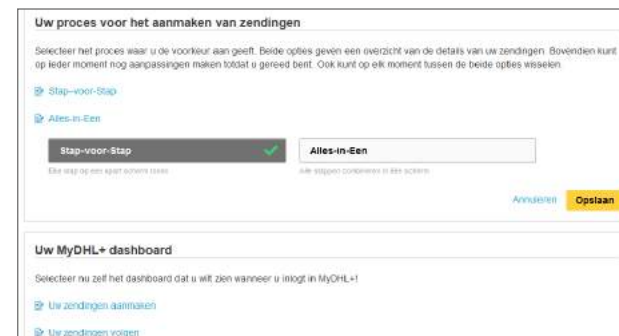 Uw proces voor het aanmaken van zendingen
Selecteer het proces waar u de voorkeur aan geeft. Beide opties geven een overzicht van de details van uw zendingen. Bovendien kunt
op ieder moment nog aanpassingen maken totdat u gereed bent. Ook kunt op elk moment tussen de beide opties wisselen.
Stap-voor-Stap
Alles-in-Een
Stap-voor-Stap
Alles-in-Een
Elke stap op een apart scherm tonen
Alle stappen combineren in één scherm
Annuleren
Opslaan
Uw MyDHL+ dashboard
Selecteer nu zelf het dashboard dat u wilt zien wanneer u inlogt in MyDHL+!
Uw zendingen aanmaken
Uw zendingen volgen